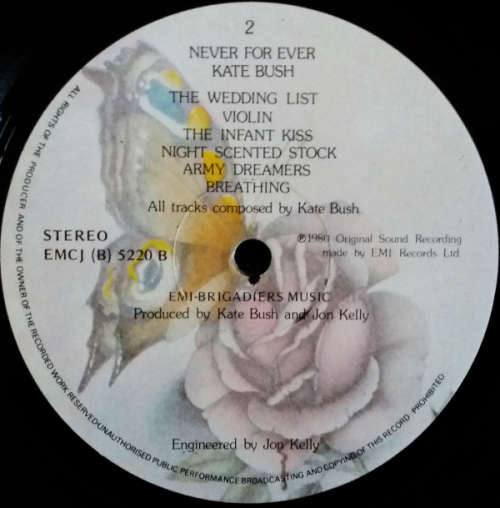 2
NEVER FOR EVER
KATE BUSH
THE WEDDING LIST
VIOLIN
THE INFANT KISS
NIGHT SCENTED STOCK
ARMY DREAMERS
BREATHING
All tracks composed by Kate Bush.
STEREO
EMCJ (B) 5220 B
℗1980 Original Sound Recording
made by EMI Records Ltd.
EMI-BRIGADIERS MUSIC
Produced by Kate Bush and Jon Kelly
Engineered by Jon Kelly
ALL RIGHTS OF THE PRODUCER AND OF THE OWNER OF THE RECORDED WORK RESERVED UNAUTHORISED PUBLIC PERFORMANCE BROADCASTING AND COPYING OF THIS RECORD PROHIBITED